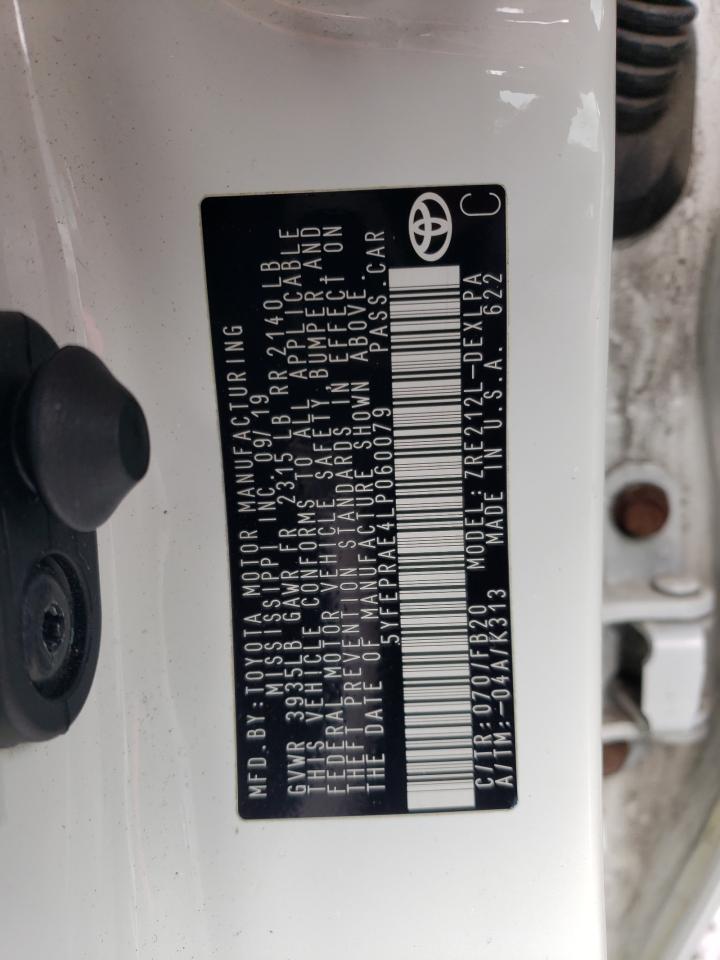 MFD.BY:TOYOTA MOTOR MANUFACTURING
MISSISSIPPI INC. 09/19
GVWR 3935LB GAWR FR 2315 LB RR 2140LB
THIS VEHICLE CONFORMS TO ALL APPLICABLE
FEDERAL MOTOR VEHICLE SAFETY, BUMPER, AND
THEFT PREVENTION STANDARDS IN EFFECT ON
THE DATE OF MANUFACTURE SHOWN ABOVE.
5YFEPRAE4LP060079 PASS.CAR
C/TR:070/FB20 MODEL:ZRE212L-DEXLPA
A/TM:-04A/K313 MADE IN U.S.A. 622
C